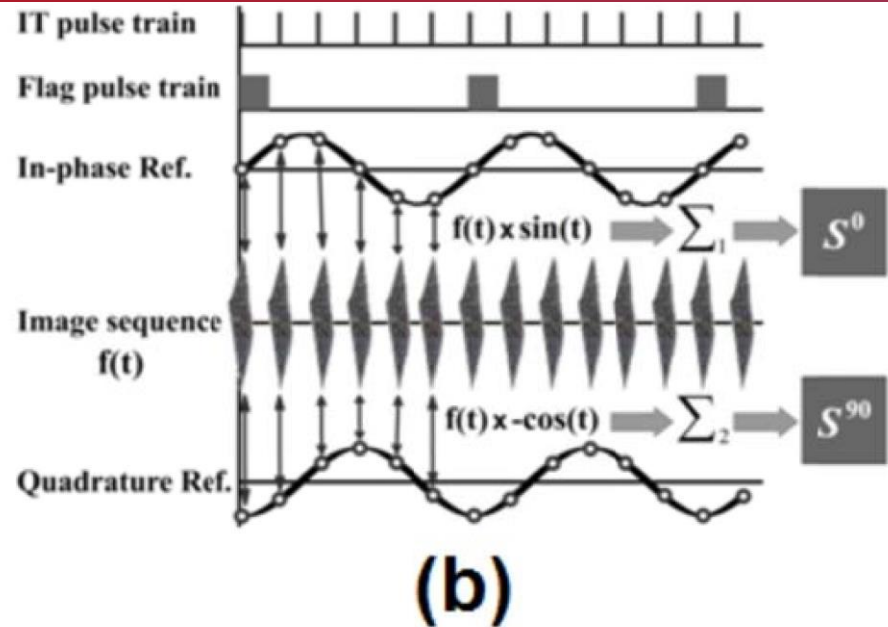 IT pulse train
Flag pulse train
In-phase Ref.
f(t) x sin(t)
∑1
S⁰
Image sequence
f(t)
f(t) x -cos(t)
∑2
S⁹⁰
Quadrature Ref.
(b)